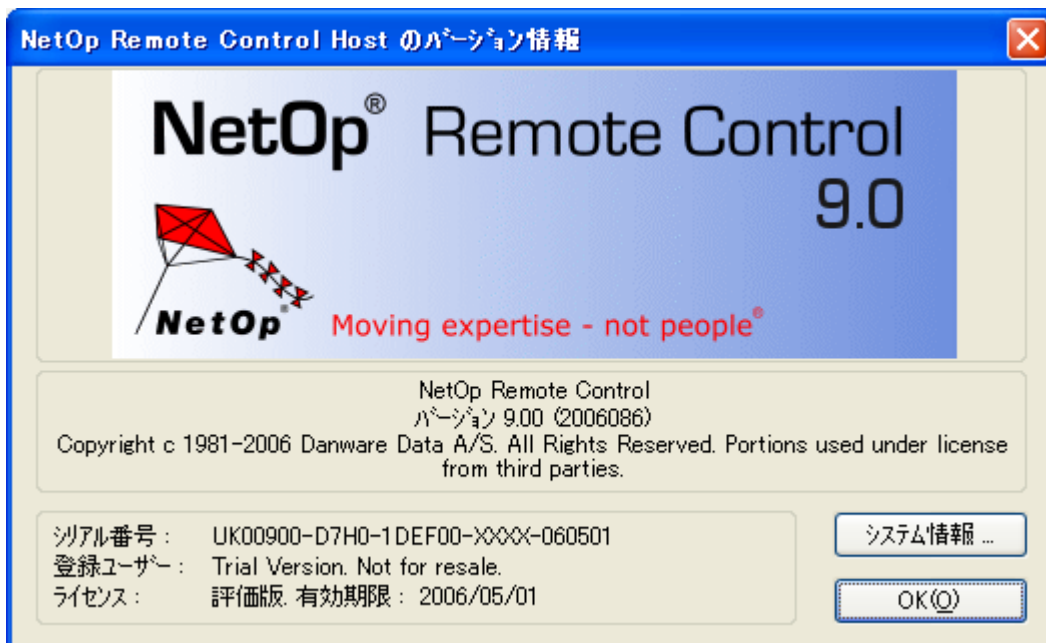 NetOp Remote Control Host のﾊﾞｰｼﾞｮﾝ情報
NetOp® Remote Control
9.0
NetOp®
Moving expertise - not people®
NetOp Remote Control
ﾊﾞｰｼﾞｮﾝ 9.00 (2006086)
Copyright c 1981-2006 Danware Data A/S. All Rights Reserved. Portions used under license
from third parties.
ｼﾘｱﾙ番号 : UK00900-D7H0-1DEF00-XXXX-060501
登録ﾕｰｻﾞｰ : Trial Version. Not for resale.
ﾗｲｾﾝｽ : 評価版. 有効期限 : 2006/05/01
ｼｽﾃﾑ情報 ...
OK(O)